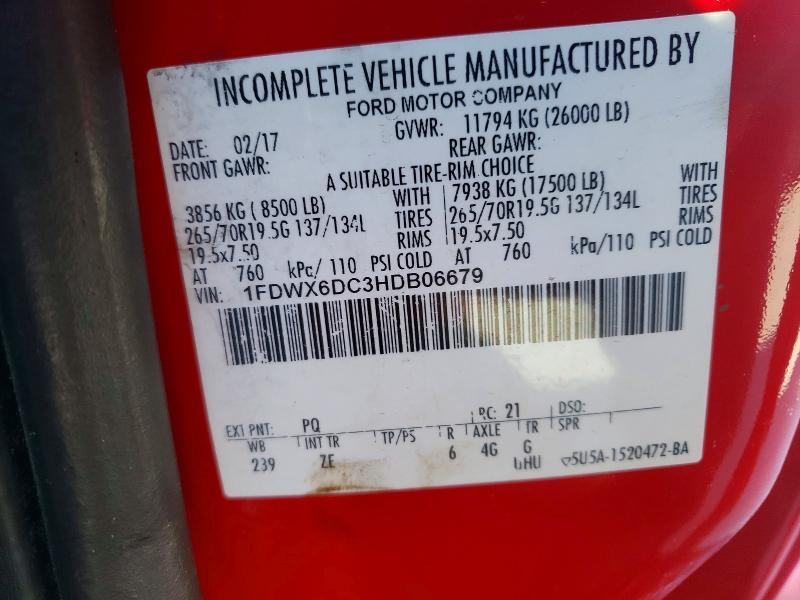 INCOMPLETE VEHICLE MANUFACTURED BY
FORD MOTOR COMPANY
DATE: 02/17 GVWR: 11794 KG (26000 LB)
FRONT GAWR: REAR GAWR:
A SUITABLE TIRE-RIM CHOICE
3856 KG ( 8500 LB) WITH 7938 KG (17500 LB) WITH
265/70R19.5G 137/134L TIRES 265/70R19.5G 137/134L TIRES
19.5x7.50 RIMS 19.5x7.50 RIMS
AT 760 kPa/ 110 PSI COLD AT 760 kPa/110 PSI COLD
VIN: 1FDWX6DC3HDB06679
EXT PNT: PQ RC: 21 DSO:
WB INT TR TP/PS R AXLE TR SPR
239 ZE 6 4G G
5U5A-1520472-BA